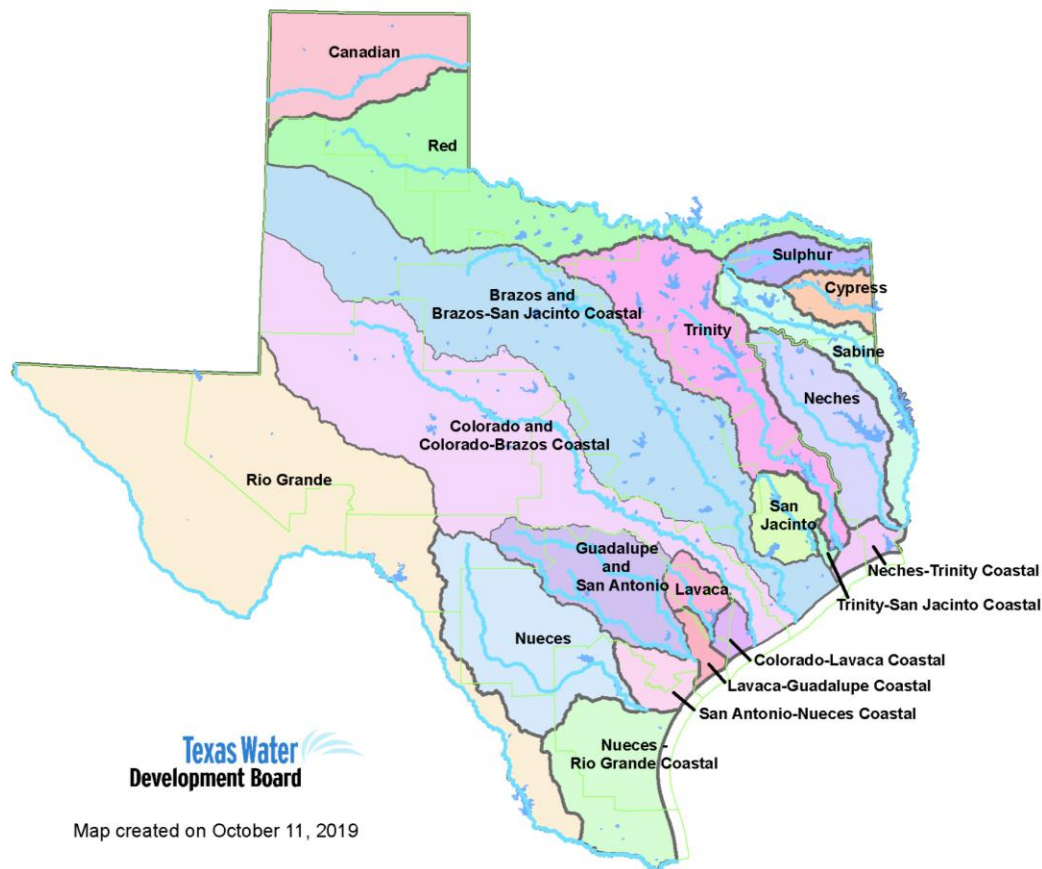 Canadian
Red
Sulphur
Cypress
Brazos and
Brazos-San Jacinto Coastal
Trinity
Sabine
Neches
Colorado and
Colorado-Brazos Coastal
Rio Grande
San
Jacinto
Guadalupe
and
San Antonio
Lavaca
Neches-Trinity Coastal
Trinity-San Jacinto Coastal
Nueces
Colorado-Lavaca Coastal
Lavaca-Guadalupe Coastal
San Antonio-Nueces Coastal
Nueces -
Rio Grande Coastal
Texas Water
Development Board
Map created on October 11, 2019